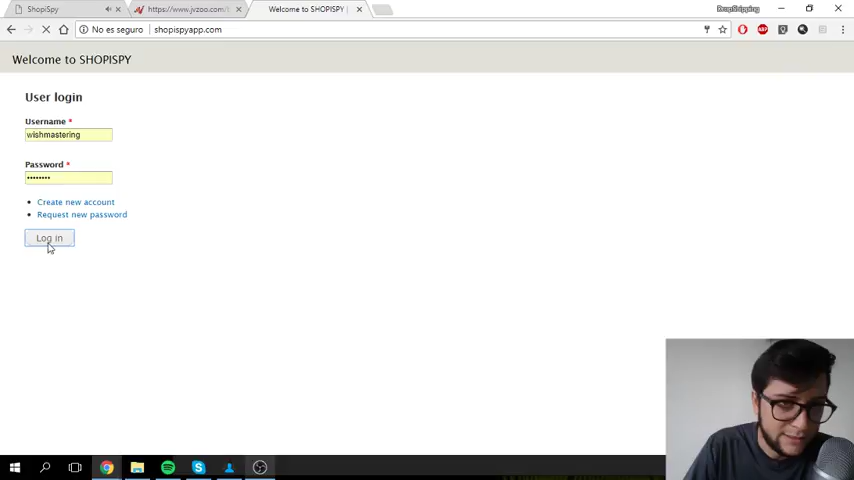 ShopiSpy
https://www.jvzoo.com/
Welcome to SHOPISPY |
DropShipping
No es seguro | shopispyapp.com
Welcome to SHOPISPY
User login
Username *
wishmastering
Password *
••••••••
Create new account
Request new password
Log in